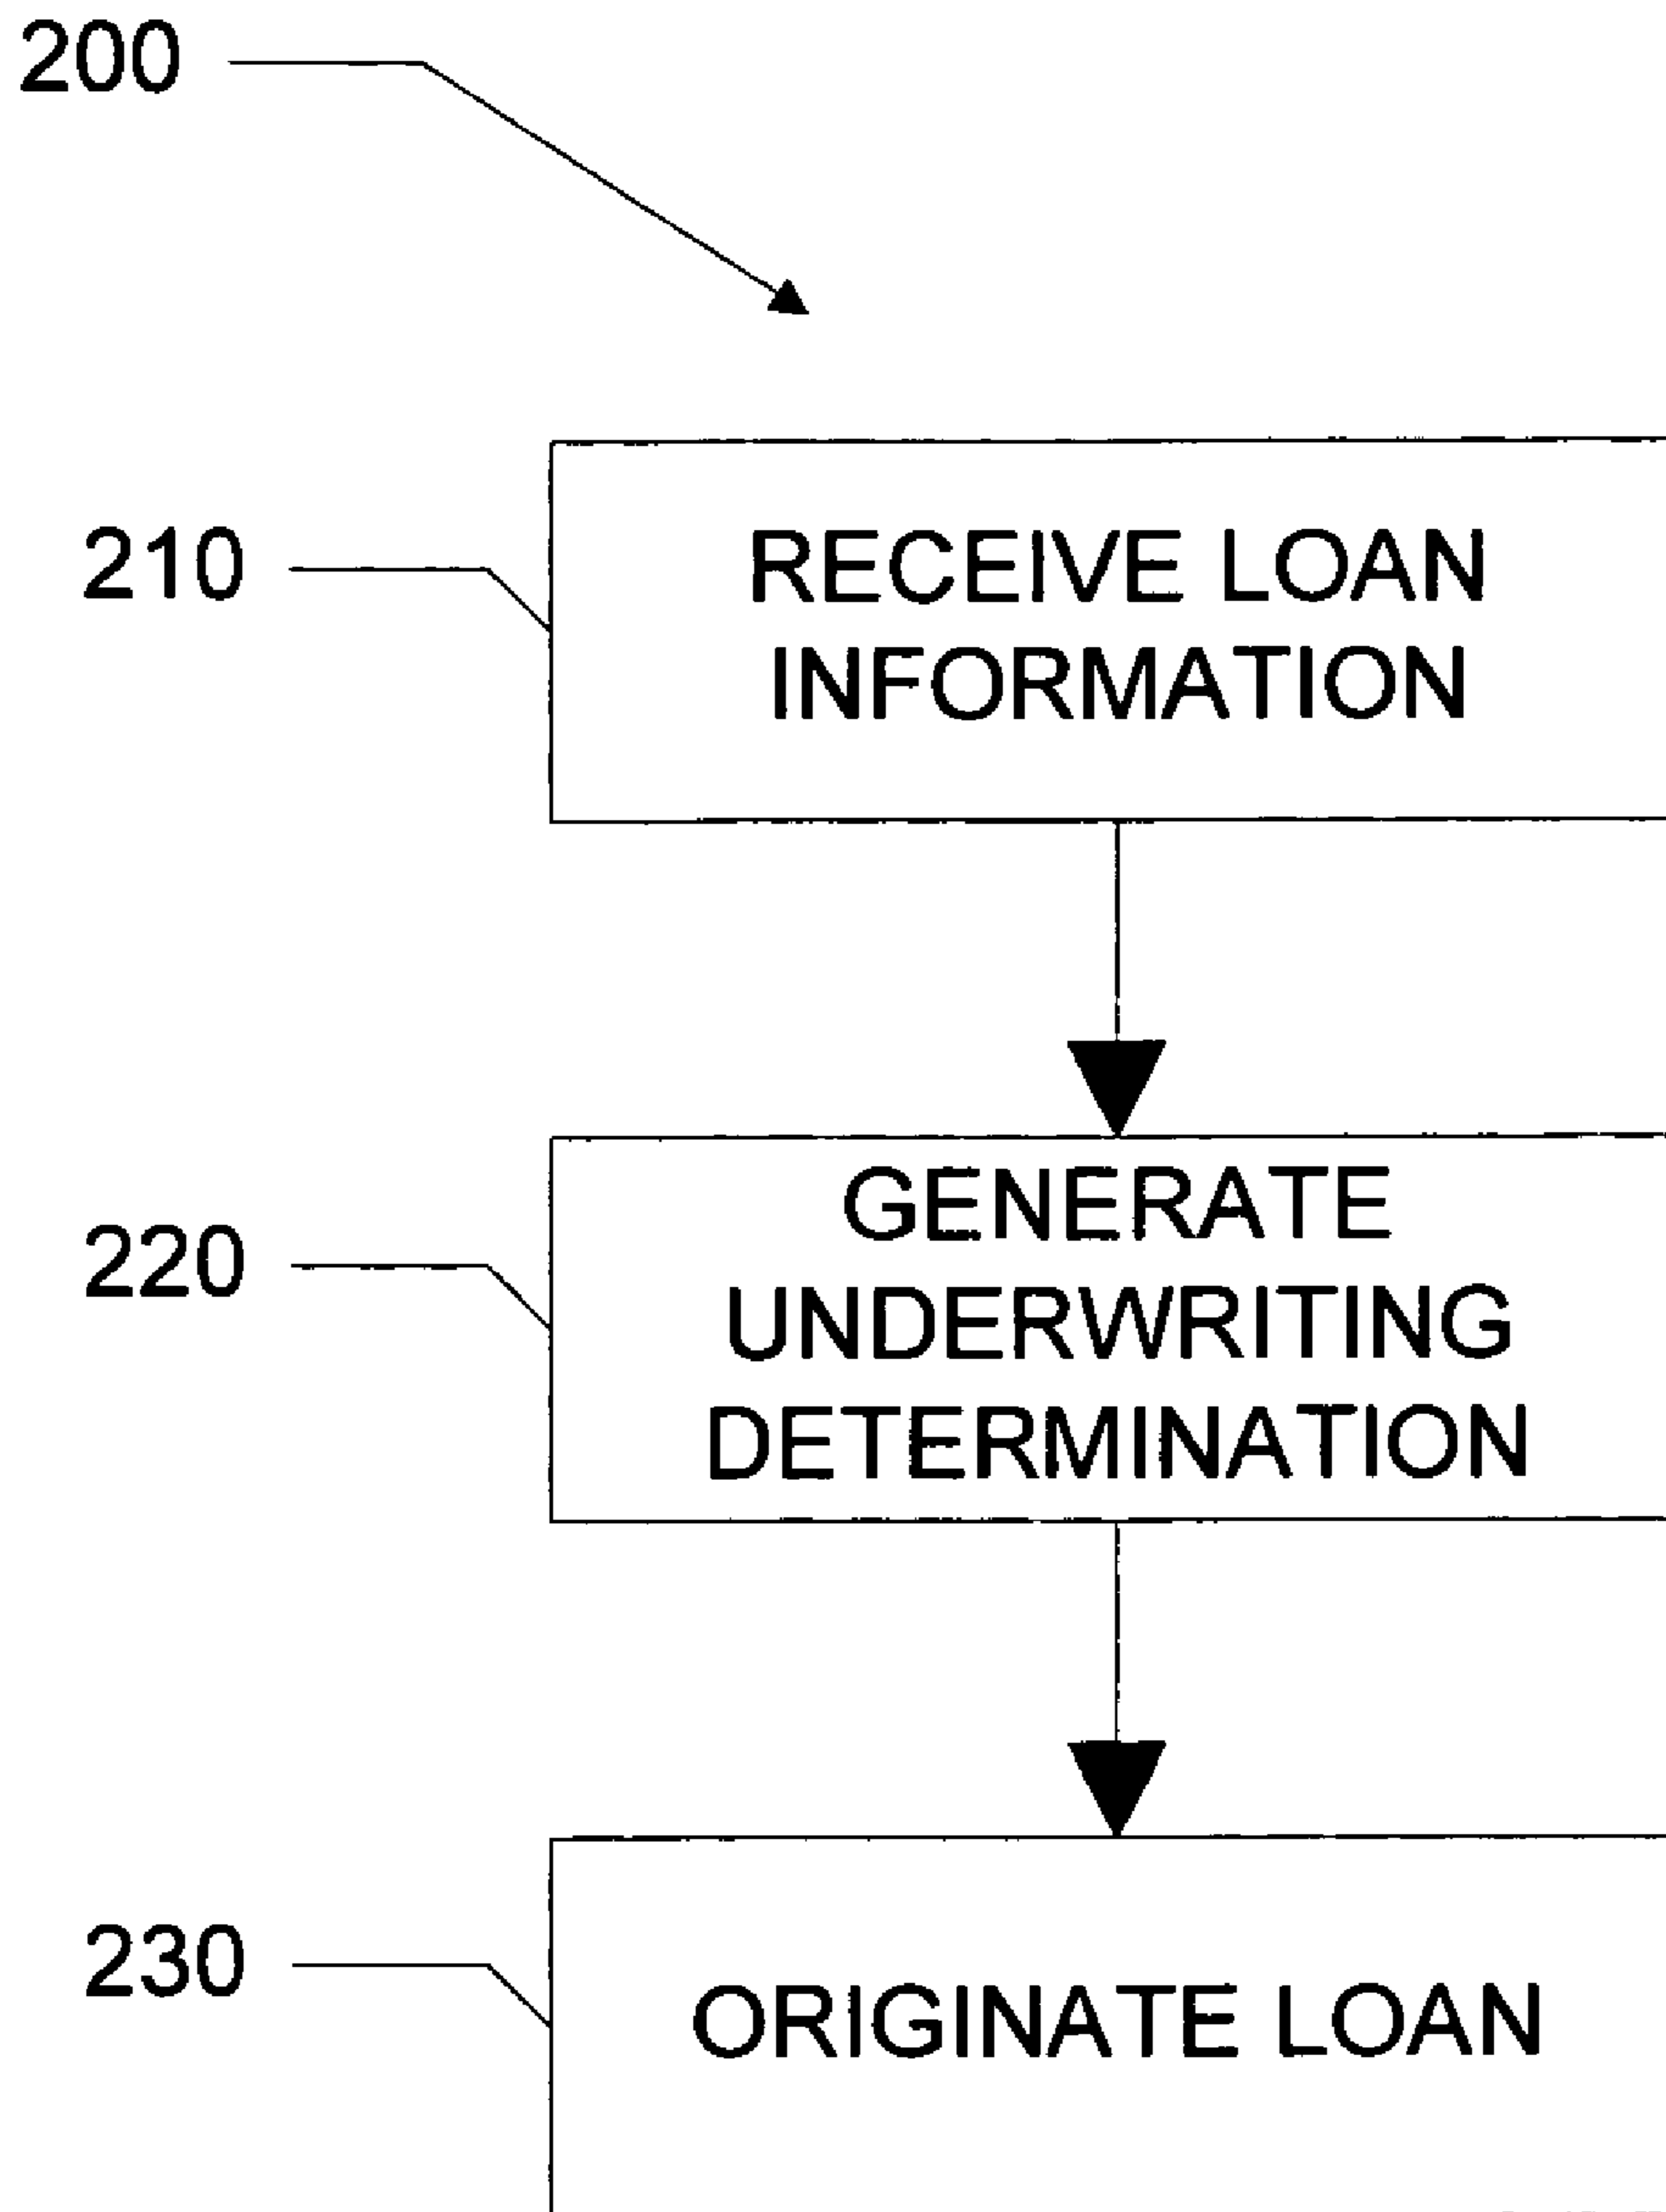 200
210
RECEIVE LOAN
INFORMATION
220
GENERATE
UNDERWRITING
DETERMINATION
230
ORIGINATE LOAN